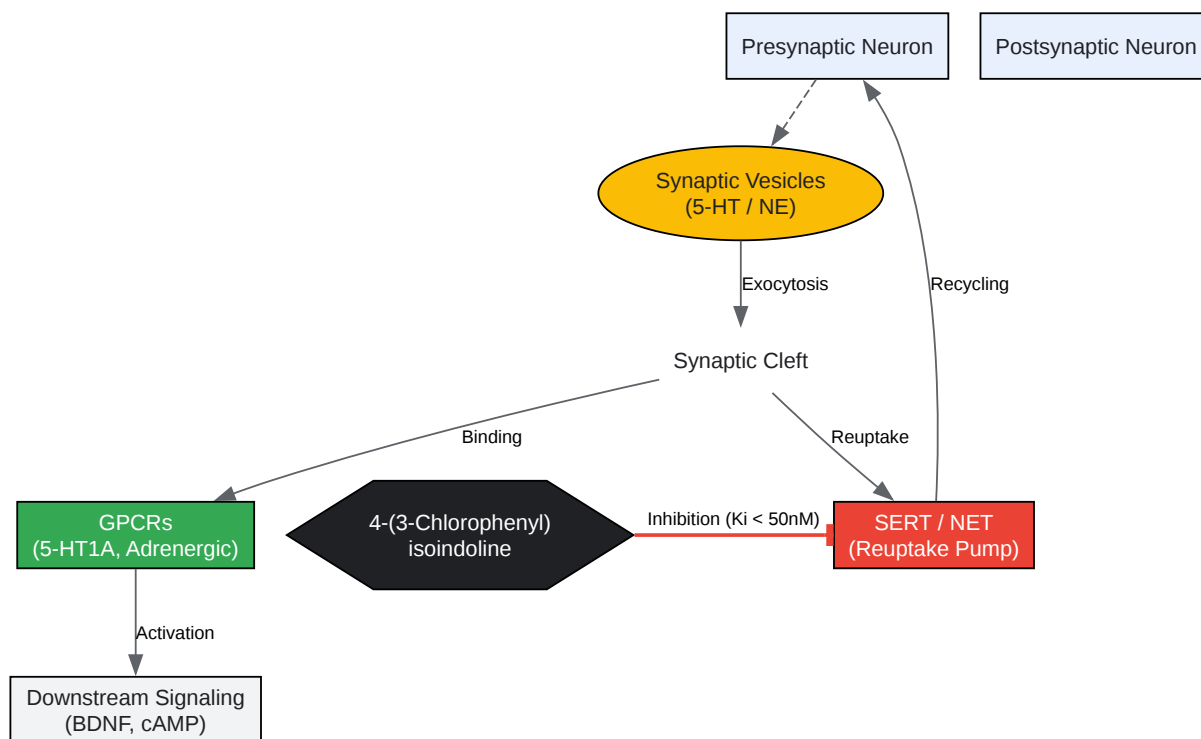 Presynaptic Neuron
Postsynaptic Neuron
Synaptic Vesicles
(5-HT / NE)
Exocytosis
Recycling
Synaptic Cleft
Binding
Reuptake
GPCRs
(5-HT1A, Adrenergic)
4-(3-Chlorophenyl)
isoindoline
Inhibition (Ki < 50nM)
SERT / NET
(Reuptake Pump)
Activation
Downstream Signaling
(BDNF, cAMP)